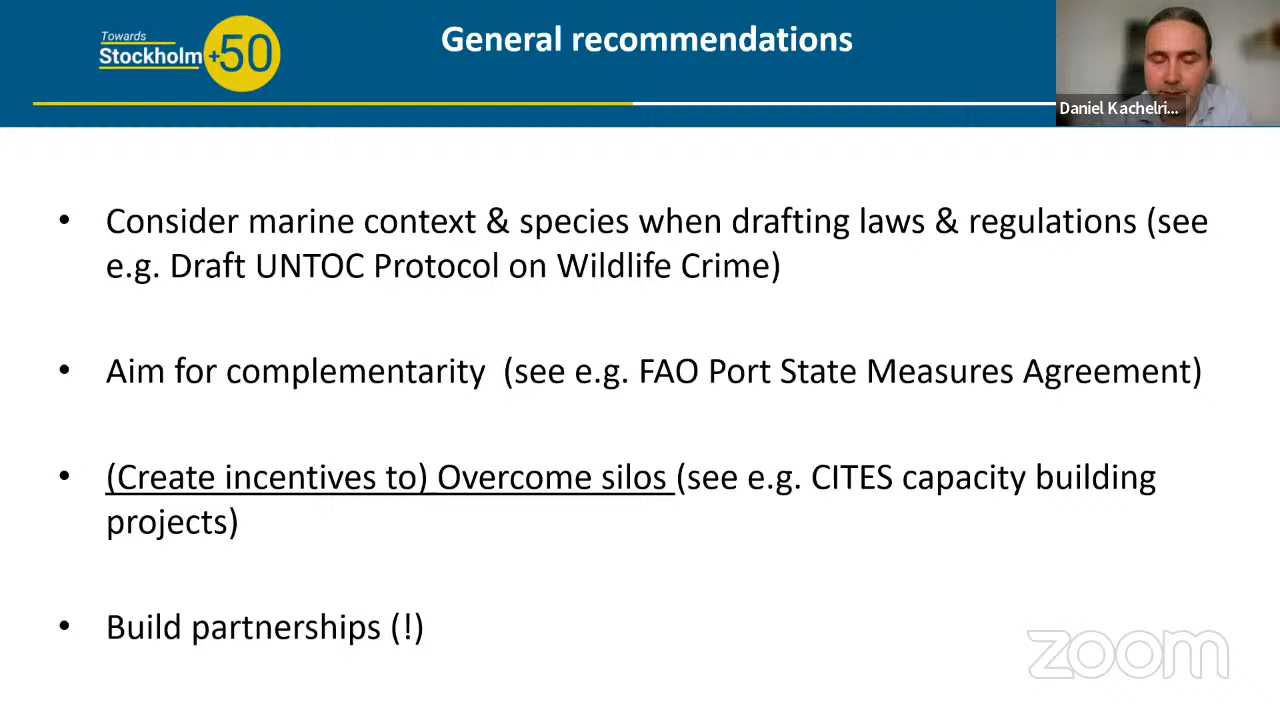 Towards
Stockholm +50
General recommendations
Daniel Kachelri...
• Consider marine context & species when drafting laws & regulations (see
e.g. Draft UNTOC Protocol on Wildlife Crime)
• Aim for complementarity (see e.g. FAO Port State Measures Agreement)
• (Create incentives to) Overcome silos (see e.g. CITES capacity building
projects)
• Build partnerships (!)
zoom